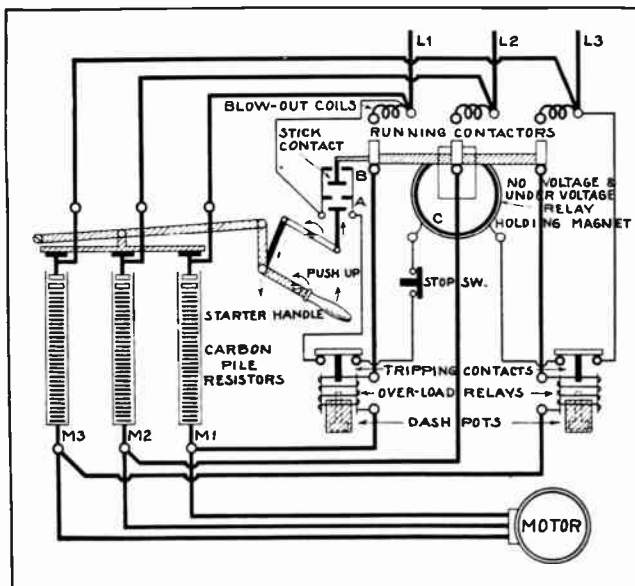 L1
L2
L3
BLOW-OUT COILS
RUNNING CONTACTORS
STICK
CONTACT
B
A
NO VOLTAGE &
UNDER VOLTAGE
RELAY
HOLDING MAGNET
C
PUSH UP
STOP SW.
STARTER HANDLE
CARBON
PILE
RESISTORS
TRIPPING CONTACTS
OVER-LOAD RELAYS
DASH POTS
M3
M2
M1
MOTOR